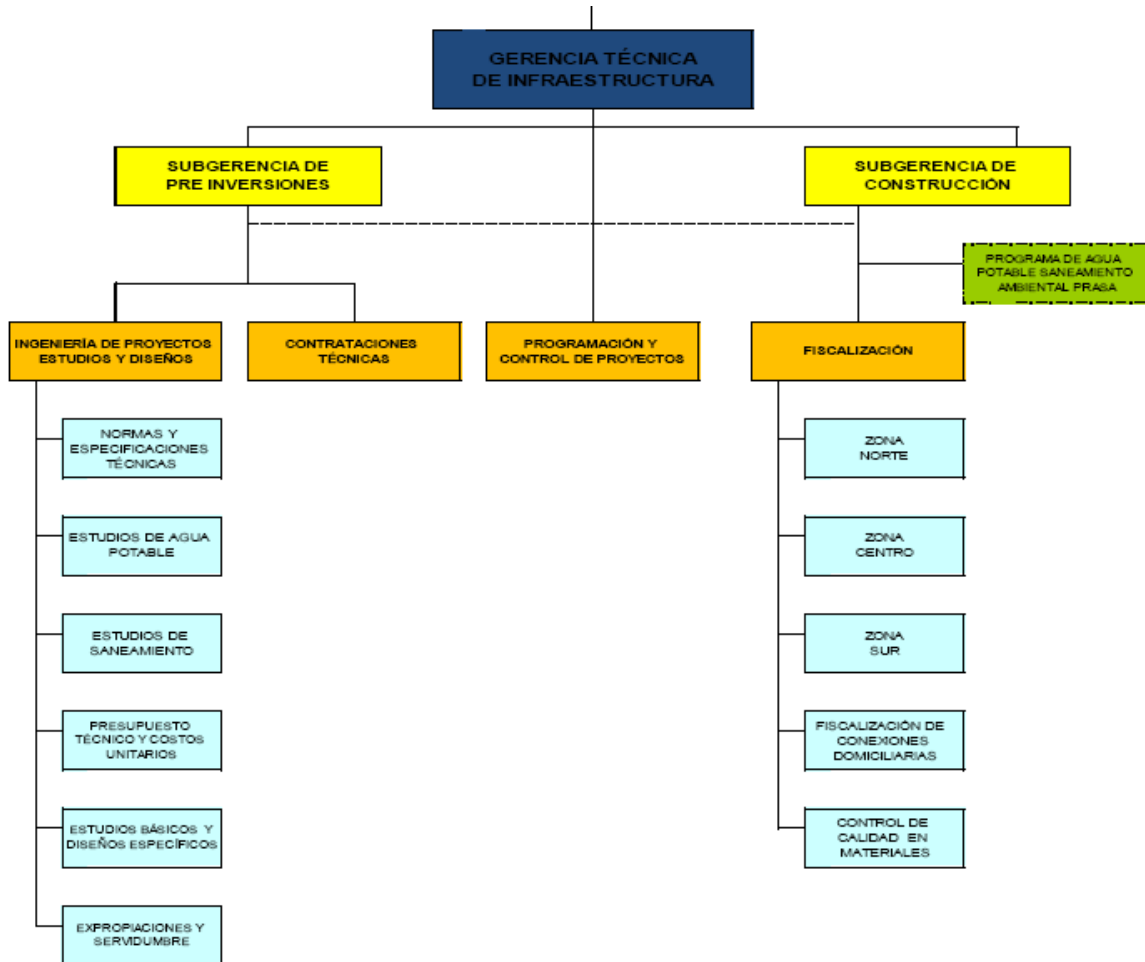 GERENCIA TÉCNICA
DE INFRAESTRUCTURA
SUBGERENCIA DE
PRE INVERSIONES
SUBGERENCIA DE
CONSTRUCCIÓN
PROGRAMA DE AGUA
POTABLE SANEAMIENTO
AMBIENTAL PRASA
INGENIERÍA DE PROYECTOS
ESTUDIOS Y DISEÑOS
CONTRATACIONES
TÉCNICAS
PROGRAMACIÓN Y
CONTROL DE PROYECTOS
FISCALIZACIÓN
NORMAS Y
ESPECIFICACIONES
TÉCNICAS
ESTUDIOS DE AGUA
POTABLE
ESTUDIOS DE
SANEAMIENTO
PRESUPUESTO
TÉCNICO Y COSTOS
UNITARIOS
ESTUDIOS BÁSICOS Y
DISEÑOS ESPECÍFICOS
EXPROPIACIONES Y
SERVIDUMBRE
ZONA
NORTE
ZONA
CENTRO
ZONA
SUR
FISCALIZACIÓN DE
CONEXIONES
DOMICILIARIAS
CONTROL DE
CALIDAD EN
MATERIALES